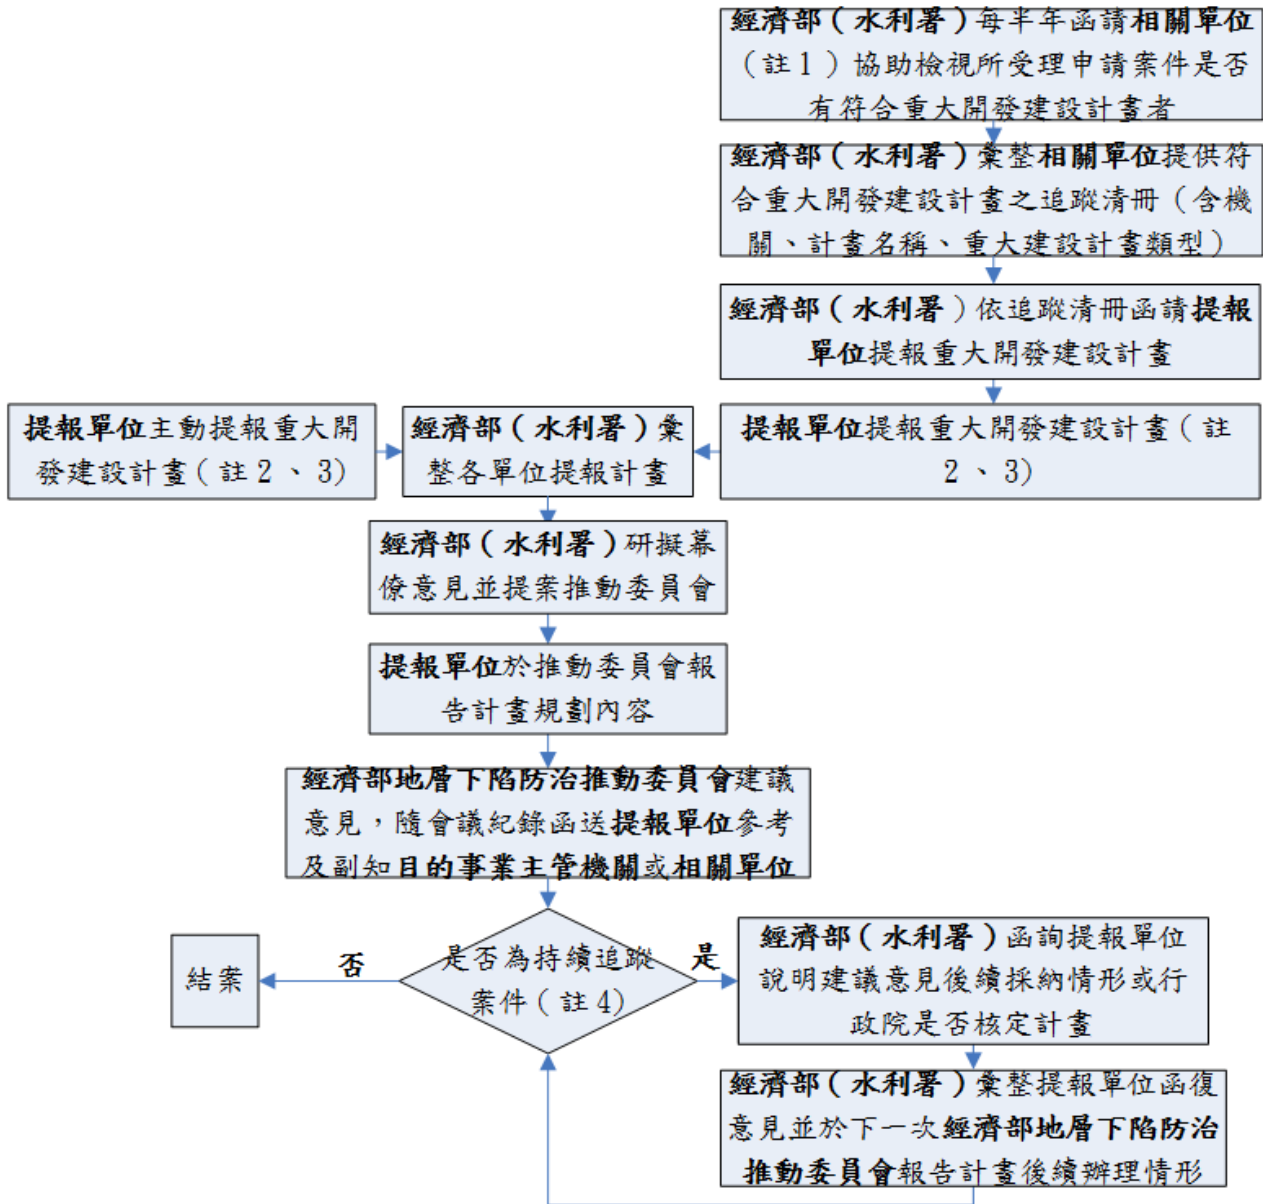 經濟部（水利署）每半年函請相關單位
（註1）協助檢視所受理申請案件是否
有符合重大開發建設計畫者
經濟部（水利署）彙整相關單位提供符
合重大開發建設計畫之追蹤清冊（含機
關、計畫名稱、重大建設計畫類型）
經濟部（水利署）依追蹤清冊函請提報
單位提報重大開發建設計畫
提報單位主動提報重大開
發建設計畫（註2、3）
經濟部（水利署）彙
整各單位提報計畫
提報單位提報重大開發建設計畫（註
2、3）
經濟部（水利署）研擬幕
僚意見並提案推動委員會
提報單位於推動委員會報
告計畫規劃內容
經濟部地層下陷防治推動委員會建議
意見，隨會議紀錄函送提報單位參考
及副知目的事業主管機關或相關單位
結案
否
是否為持續追蹤
案件（註4）
是
經濟部（水利署）函詢提報單位
說明建議意見後續採納情形或行
政院是否核定計畫
經濟部（水利署）彙整提報單位函復
意見並於下一次經濟部地層下陷防治
推動委員會報告計畫後續辦理情形